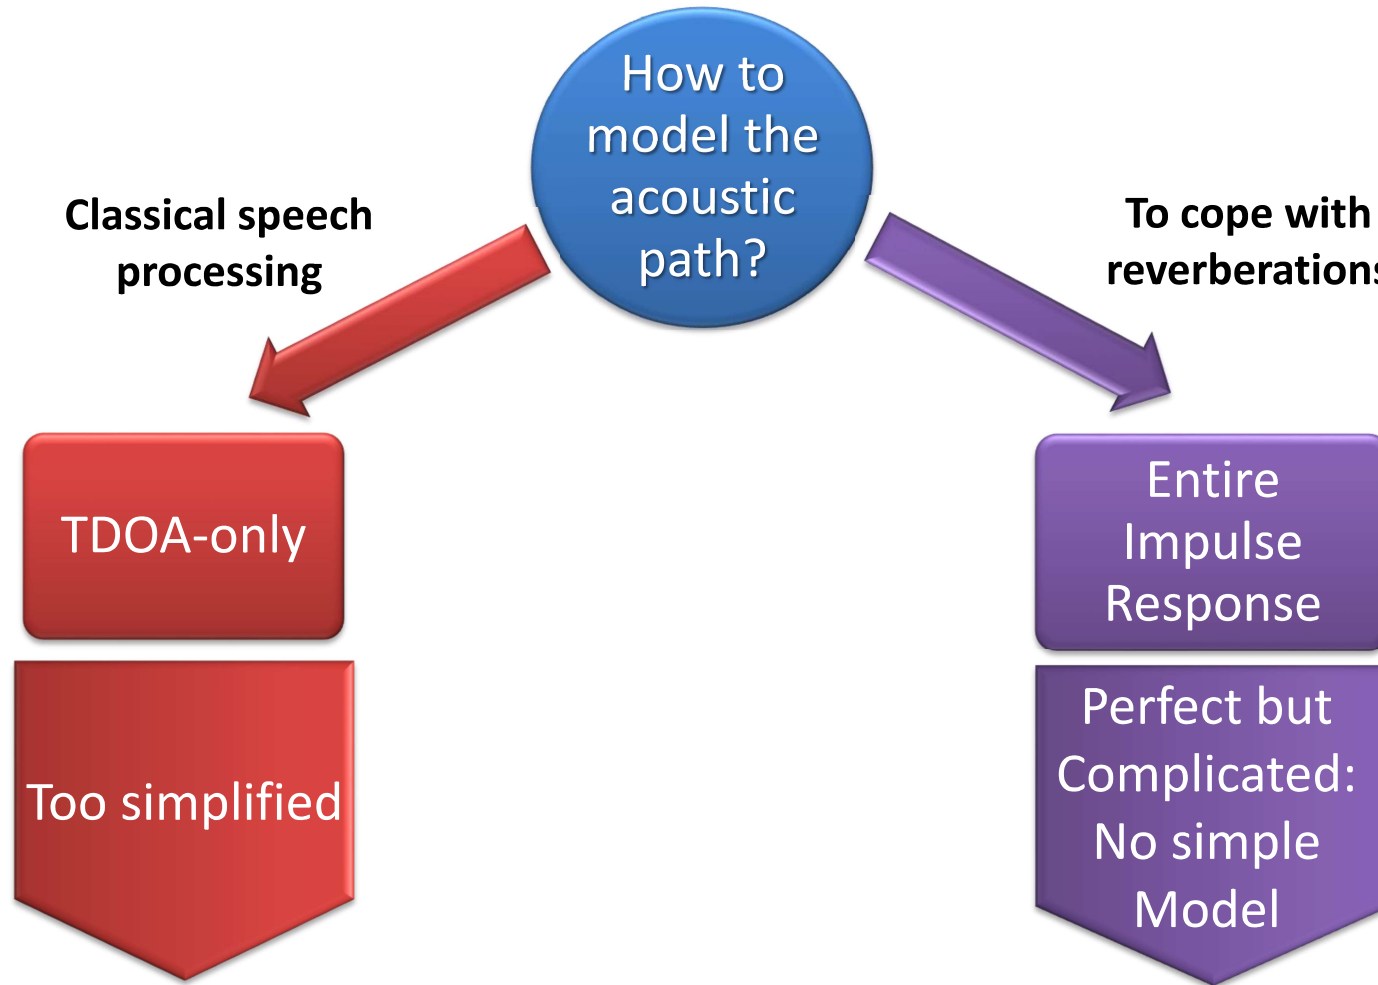 How to
model the
acoustic
path?
Classical speech
processing
To cope with
reverberations
TDOA-only
Too simplified
Entire
Impulse
Response
Perfect but
Complicated:
No simple
Model